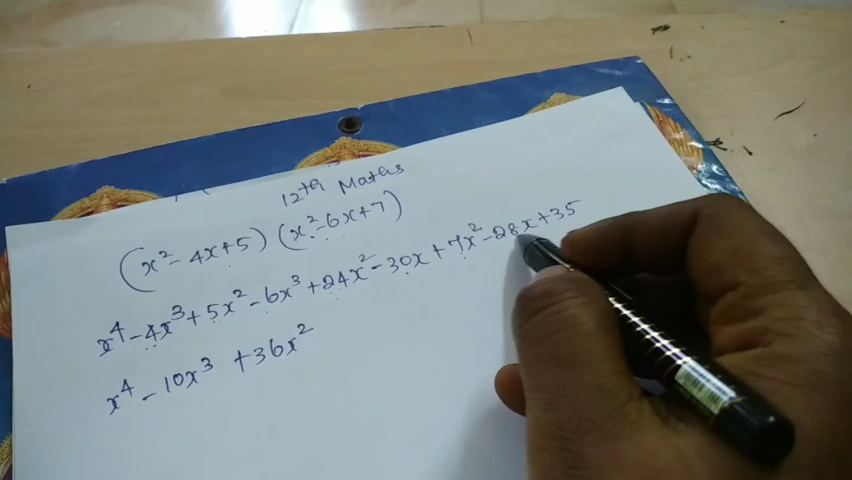 12th Maths
(x² - 4x + 5) (x² - 6x + 7)
x⁴ - 4x³ + 5x² - 6x³ + 24x² - 30x + 7x² - 28x + 35
x⁴ - 10x³ + 36x²